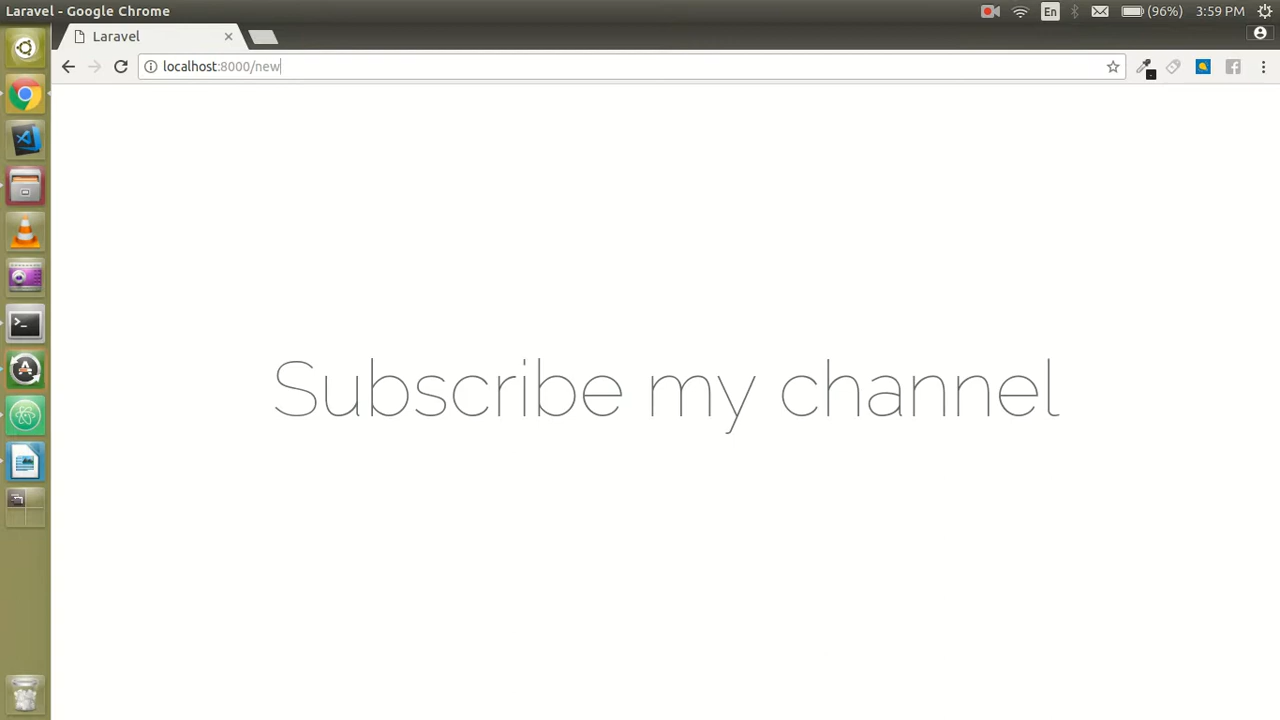 Laravel - Google Chrome
En
(96%)
3:59 PM
Laravel
localhost:8000/new
Subscribe my channel